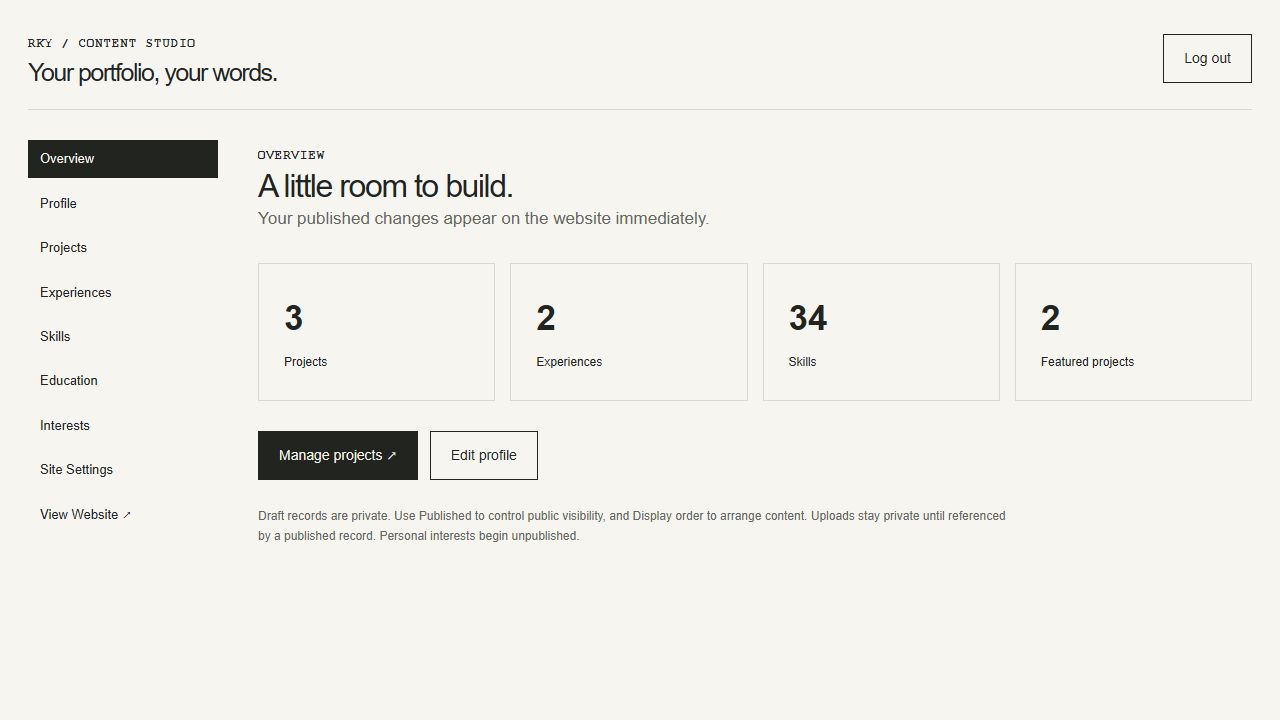 RKY / CONTENT STUDIO
Your portfolio, your words.
Log out
Overview
Profile
Projects
Experiences
Skills
Education
Interests
Site Settings
View Website ↗
OVERVIEW
A little room to build.
Your published changes appear on the website immediately.
3
Projects
2
Experiences
34
Skills
2
Featured projects
Manage projects ↗
Edit profile
Draft records are private. Use Published to control public visibility, and Display order to arrange content. Uploads stay private until referenced
by a published record. Personal interests begin unpublished.